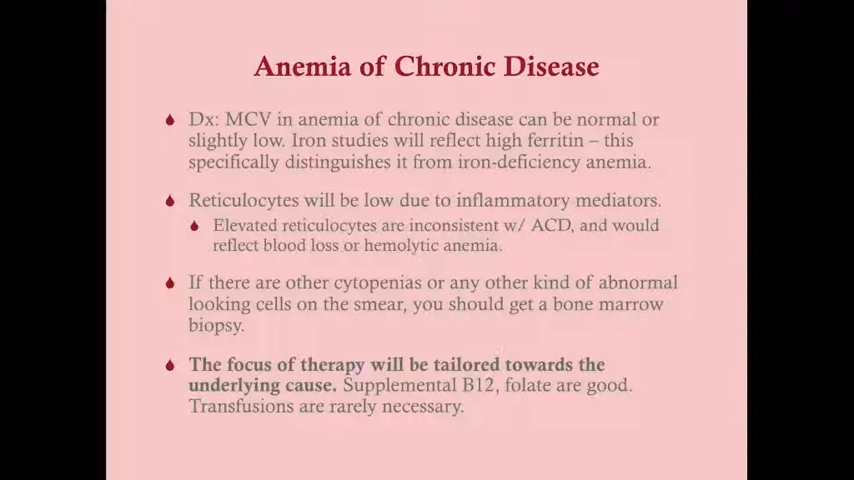 Anemia of Chronic Disease
Dx: MCV in anemia of chronic disease can be normal or
slightly low. Iron studies will reflect high ferritin – this
specifically distinguishes it from iron-deficiency anemia.
Reticulocytes will be low due to inflammatory mediators.
Elevated reticulocytes are inconsistent w/ ACD, and would
reflect blood loss or hemolytic anemia.
If there are other cytopenias or any other kind of abnormal
looking cells on the smear, you should get a bone marrow
biopsy.
The focus of therapy will be tailored towards the
underlying cause. Supplemental B12, folate are good.
Transfusions are rarely necessary.